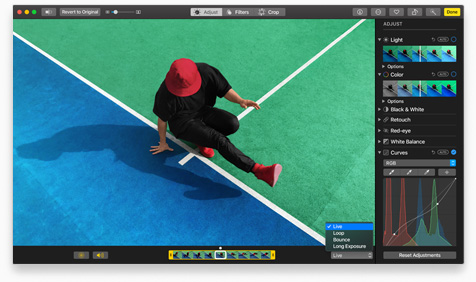 Revert to Original
Adjust
Filters
Crop
Done
ADJUST
Light
AUTO
Options
Color
AUTO
Options
Black & White
Retouch
Red-eye
White Balance
Curves
AUTO
RGB
Live
Loop
Bounce
Long Exposure
Live
Reset Adjustments